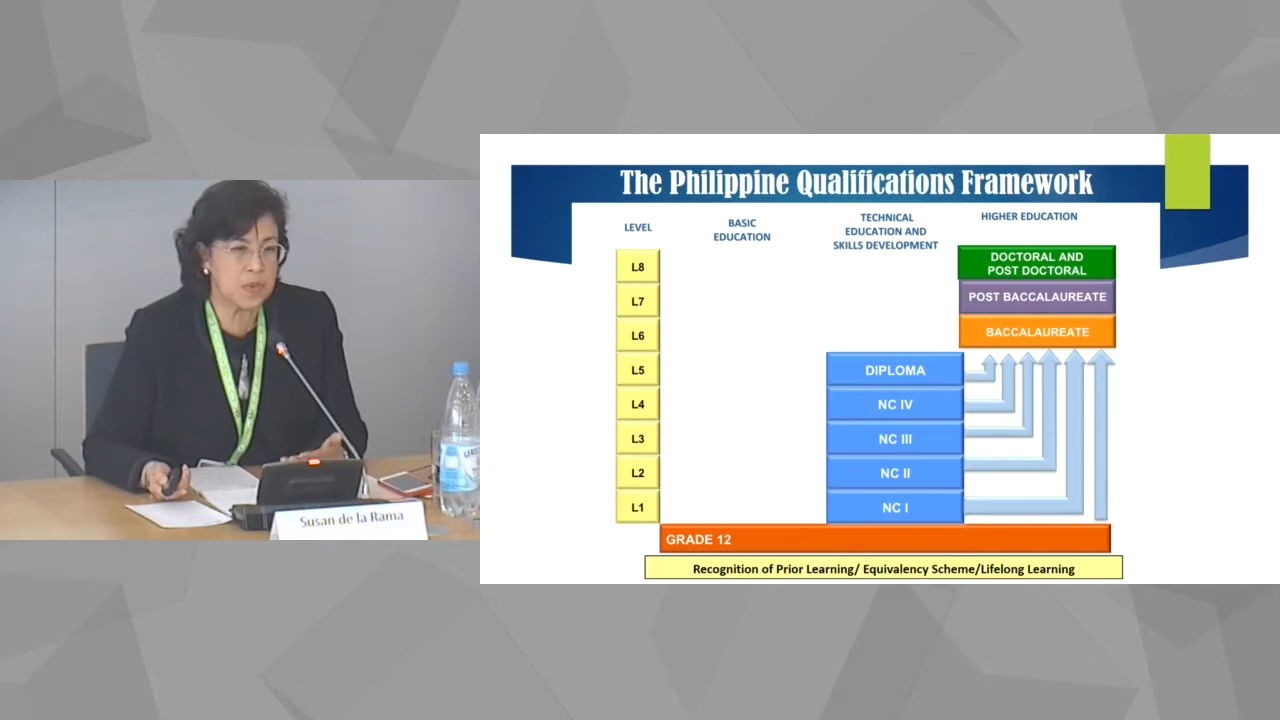 The Philippine Qualifications Framework
LEVEL
BASIC
EDUCATION
TECHNICAL
EDUCATION AND
SKILLS DEVELOPMENT
HIGHER EDUCATION
L8
DOCTORAL AND
POST DOCTORAL
L7
POST BACCALAUREATE
L6
BACCALAUREATE
L5
DIPLOMA
L4
NC IV
L3
NC III
L2
NC II
L1
NC I
GRADE 12
Recognition of Prior Learning/ Equivalency Scheme/Lifelong Learning
Susan de la Rama